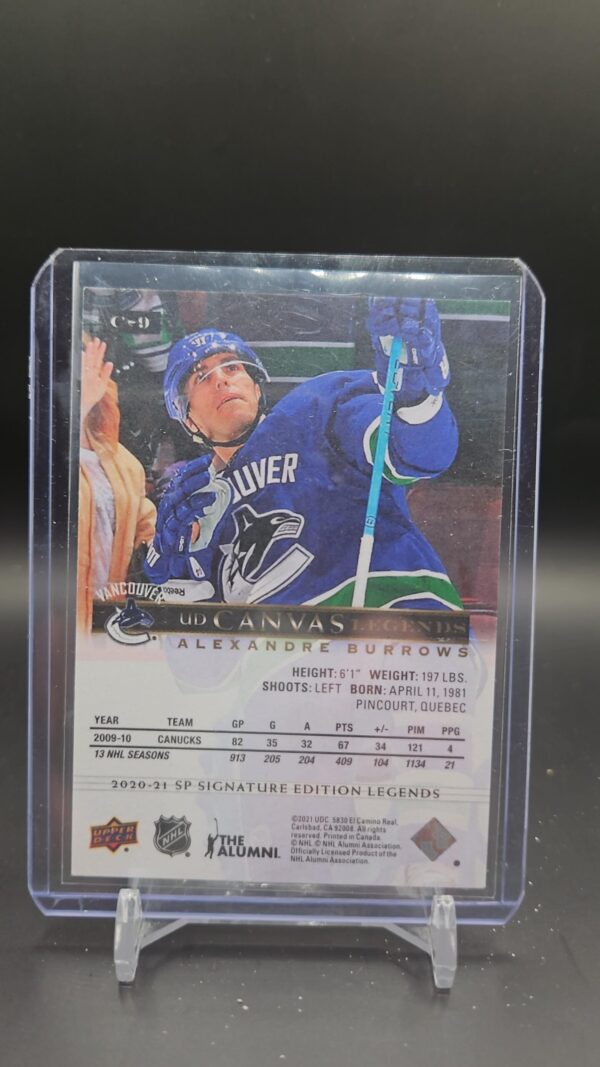 C-9
UVER
Reebo
VANCOUVER
UD CANVAS LEGENDS
ALEXANDRE BURROWS
HEIGHT: 6'1" WEIGHT: 197 LBS.
SHOOTS: LEFT BORN: APRIL 11, 1981
PINCOURT, QUEBEC
YEAR TEAM GP G A PTS +/- PIM PPG
2009-10 CANUCKS 82 35 32 67 34 121 4
13 NHL SEASONS 913 205 204 409 104 1134 21
2020-21 SP SIGNATURE EDITION LEGENDS
UPPER DECK
NHL
THE ALUMNI.
©2021 UDC. 5830 El Camino Real,
Carlsbad, CA 92008. All rights
reserved. Printed in Canada.
© NHL © NHL Alumni Association.
Officially Licensed Product of the
NHL Alumni Association.